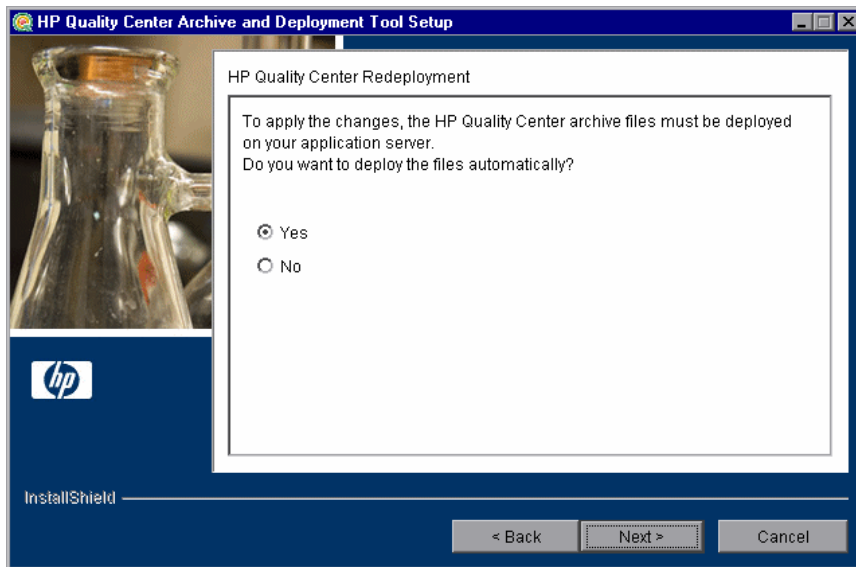 HP Quality Center Archive and Deployment Tool Setup
HP Quality Center Redeployment
To apply the changes, the HP Quality Center archive files must be deployed
on your application server.
Do you want to deploy the files automatically?
Yes
No
hp
InstallShield
< Back
Next >
Cancel